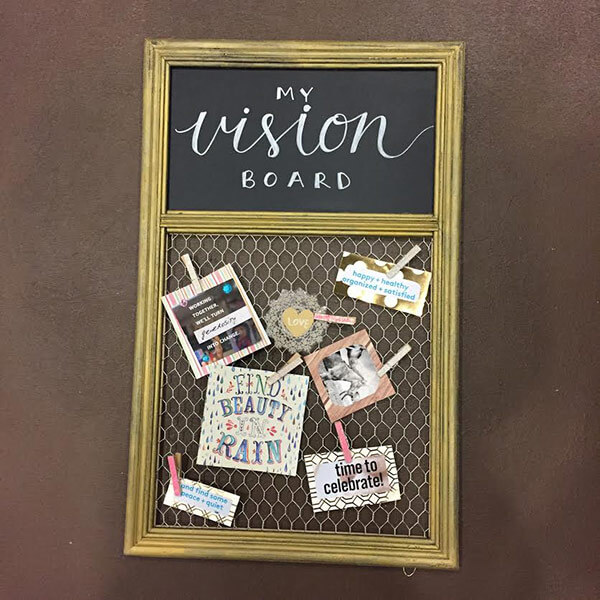 MY
vision
BOARD
happy + healthy
organized + satisfied
WORKING
TOGETHER,
WE'LL TURN
generosity
INTO CHANGE.
LOVE
FIND
BEAUTY
IN
RAIN
time to
celebrate!
and find some
peace + quiet